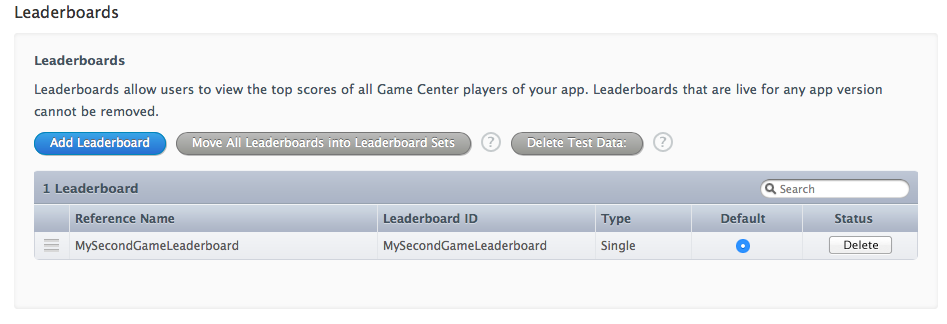 Leaderboards
Leaderboards
Leaderboards allow users to view the top scores of all Game Center players of your app. Leaderboards that are live for any app version
cannot be removed.
Add Leaderboard Move All Leaderboards into Leaderboard Sets ? Delete Test Data: ?
1 Leaderboard Search
Reference Name Leaderboard ID Type Default Status
MySecondGameLeaderboard MySecondGameLeaderboard Single Delete